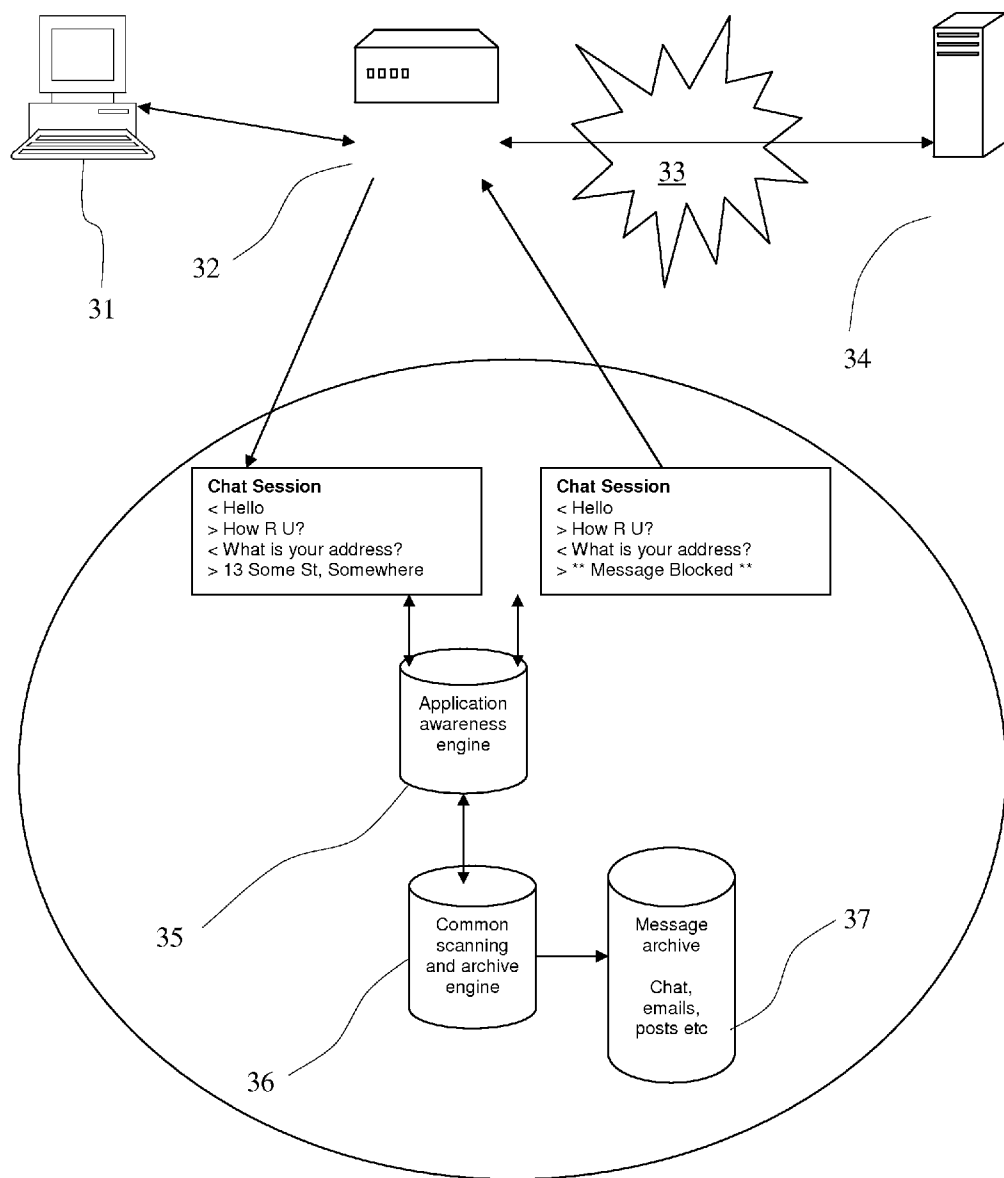 33
32
31
34
Chat Session
< Hello
> How R U?
< What is your address?
> 13 Some St, Somewhere
Chat Session
< Hello
> How R U?
< What is your address?
> ** Message Blocked **
Application
awareness
engine
35
Common
scanning
and archive
engine
Message
archive
Chat,
emails,
posts etc
37
36